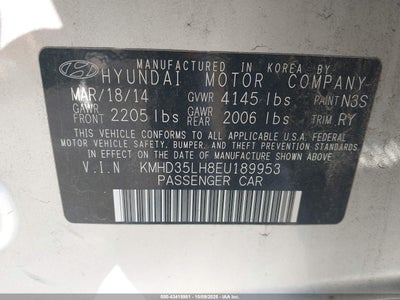 MANUFACTURED IN KOREA BY
HYUNDAI MOTOR COMPANY
MAR/18/14 GVWR 4145 lbs PAINT N3S
GAWR FRONT 2205 lbs GAWR REAR 2006 lbs TRIM RY
THIS VEHICLE CONFORMS TO ALL APPLICABLE U.S.A. FEDERAL
MOTOR VEHICLE SAFETY, BUMPER, AND THEFT PREVENTION
STANDARDS IN EFFECT ON THE DATE OF MANUFACTURE SHOWN ABOVE.
V.I.N KMHD35LH8EU189953
PASSENGER CAR